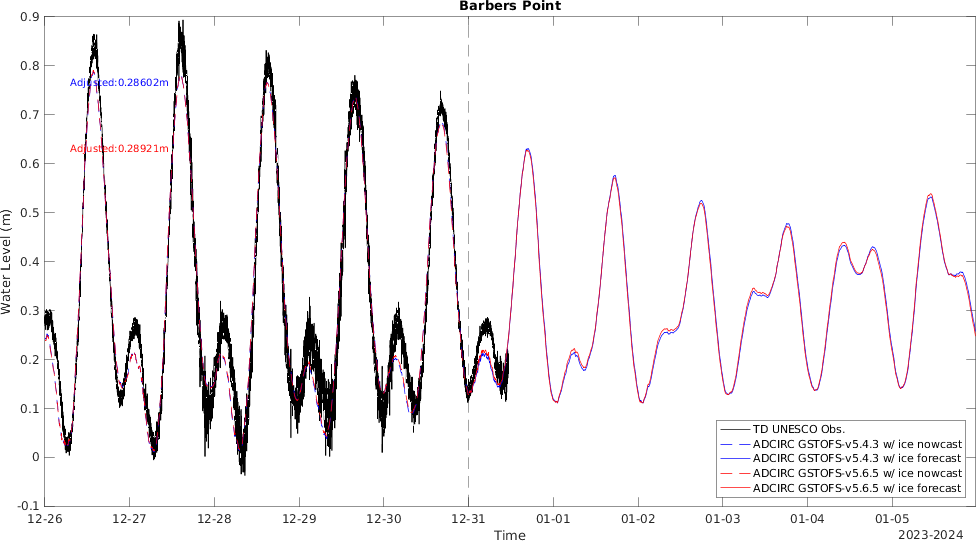 Barbers Point
0.9
0.8
0.7
0.6
0.5
0.4
0.3
0.2
0.1
0
-0.1
Water Level (m)
Adjusted:0.28602m
Adjusted:0.28921m
TD UNESCO Obs.
ADCIRC GSTOFS-v5.4.3 w/ ice nowcast
ADCIRC GSTOFS-v5.4.3 w/ ice forecast
ADCIRC GSTOFS-v5.6.5 w/ ice nowcast
ADCIRC GSTOFS-v5.6.5 w/ ice forecast
12-26 12-27 12-28 12-29 12-30 12-31 01-01 01-02 01-03 01-04 01-05
Time
2023-2024